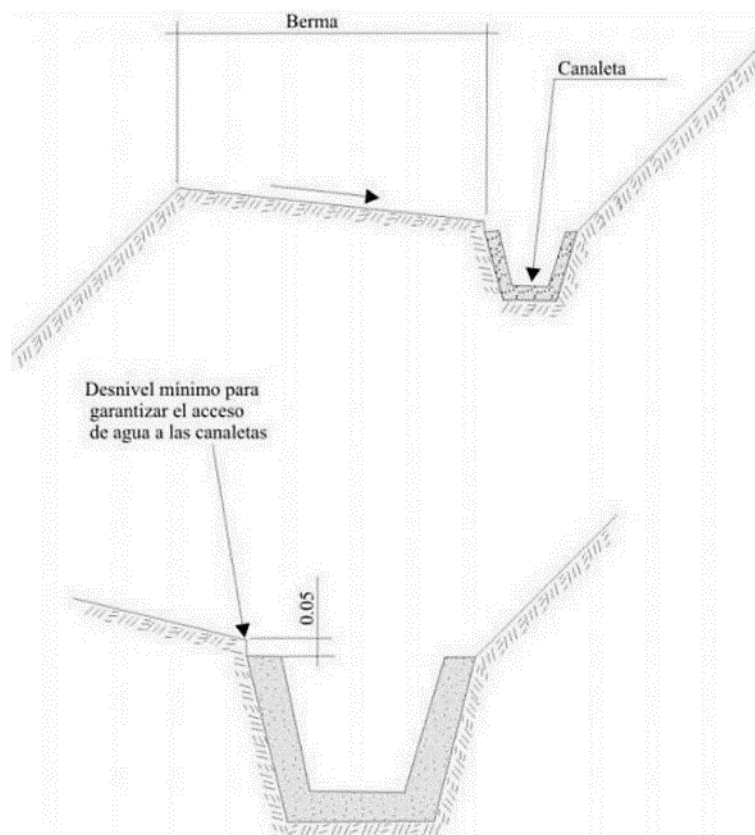 Berma
Canaleta
Desnivel mínimo para
garantizar el acceso
de agua a las canaletas
0.05